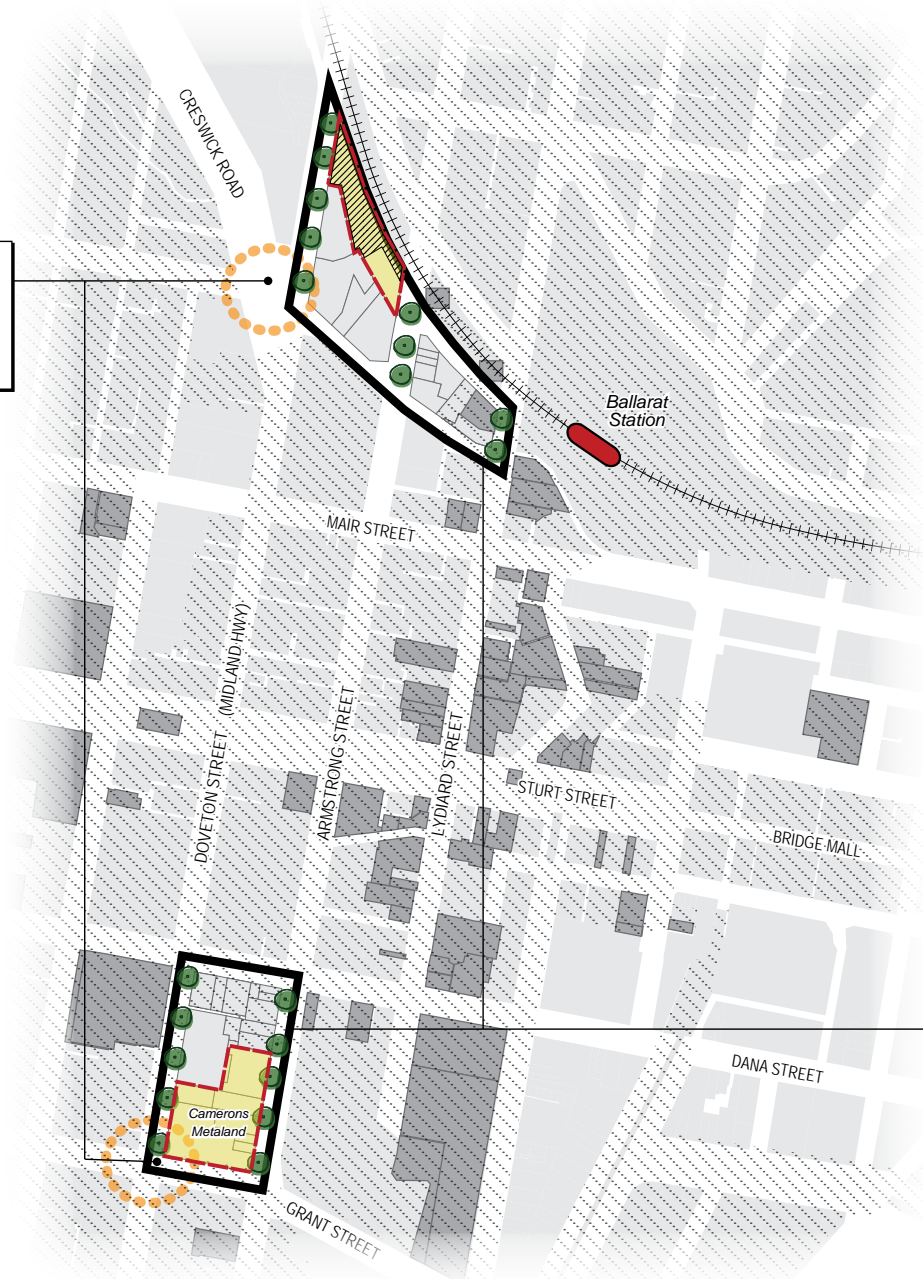 CRESWICK ROAD
Ballarat
Station
MAIR STREET
DOVETON STREET (MIDLAND HWY)
ARMSTRONG STREET
LYDIARD STREET
STURT STREET
BRIDGE MALL
DANA STREET
Camerons
Metaland
GRANT STREET